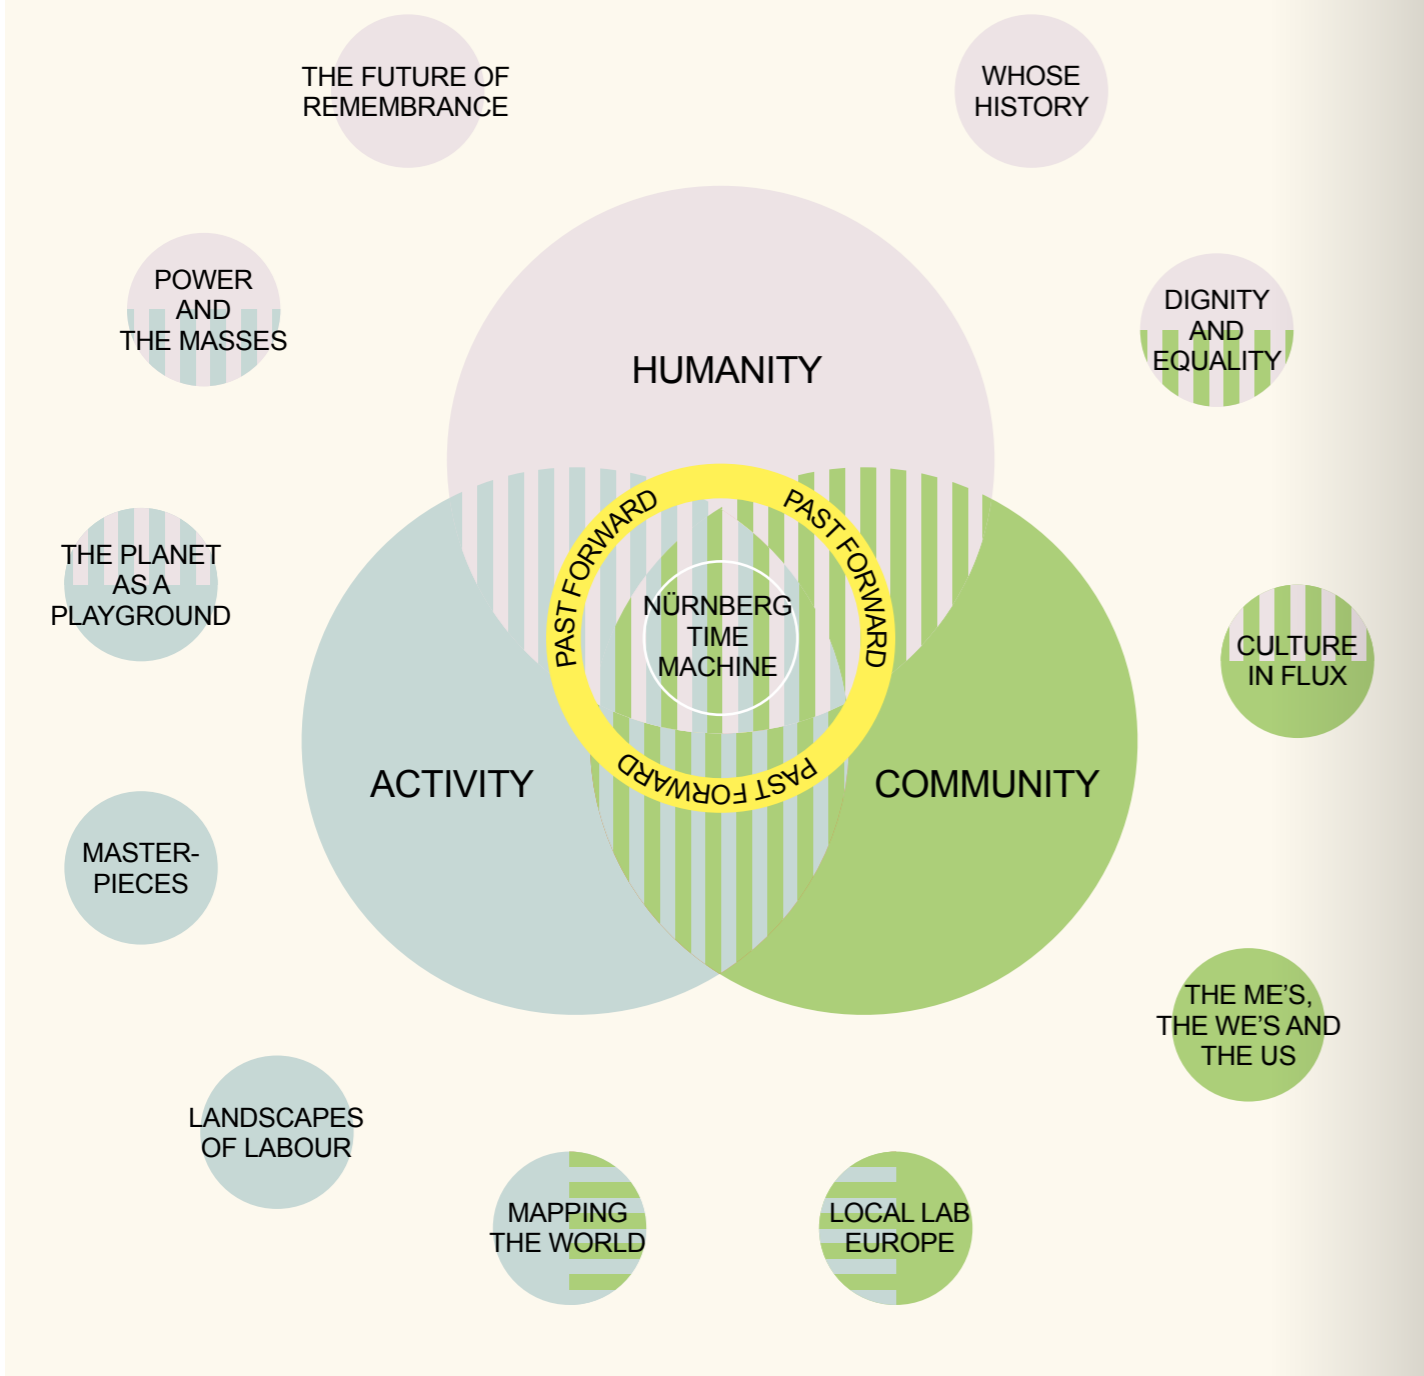 THE FUTURE OF
REMEMBRANCE
WHOSE
HISTORY
POWER
AND
THE MASSES
DIGNITY
AND
EQUALITY
HUMANITY
PAST FORWARD
PAST FORWARD
THE PLANET
AS A
PLAYGROUND
NÜRNBERG
TIME
MACHINE
CULTURE
IN FLUX
PAST FORWARD
ACTIVITY
COMMUNITY
MASTER-
PIECES
THE ME'S,
THE WE'S AND
THE US
LANDSCAPES
OF LABOUR
MAPPING
THE WORLD
LOCAL LAB
EUROPE